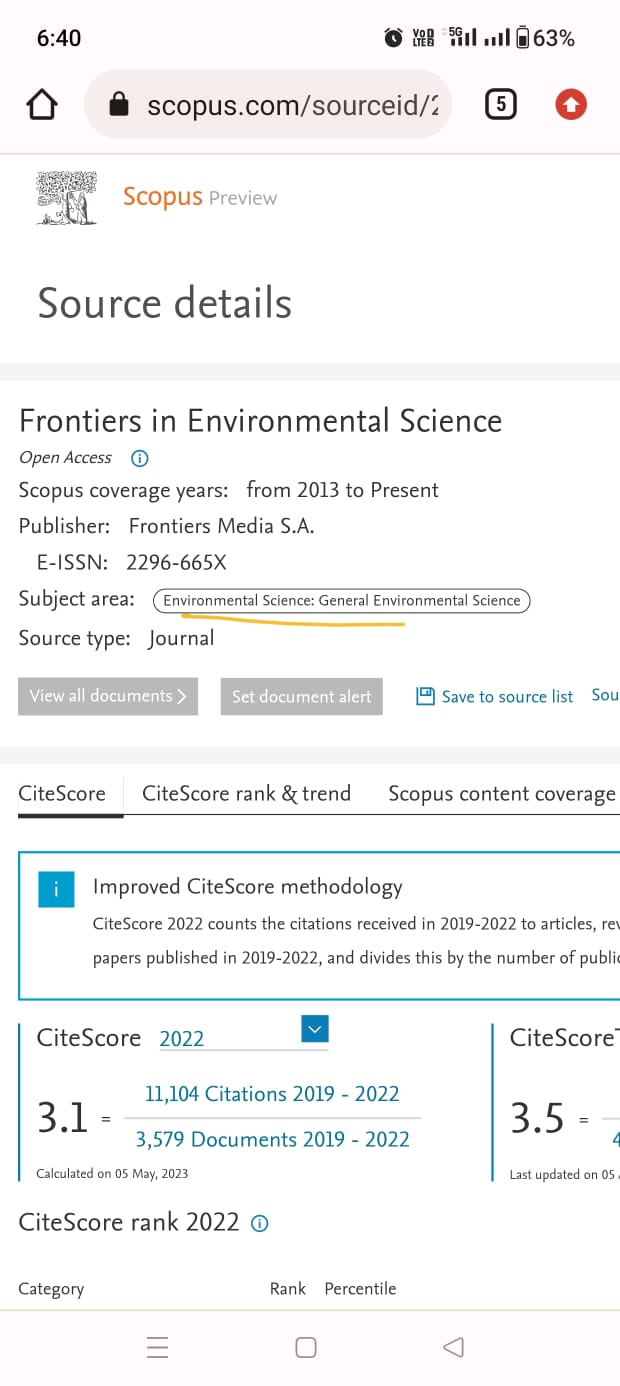 6:40
VoD LTED 5G 63%
scopus.com/sourceid/2
5
Scopus Preview
Source details
Frontiers in Environmental Science
Open Access i
Scopus coverage years: from 2013 to Present
Publisher: Frontiers Media S.A.
E-ISSN: 2296-665X
Subject area: Environmental Science: General Environmental Science
Source type: Journal
View all documents > Set document alert Save to source list Sou
CiteScore CiteScore rank & trend Scopus content coverage
i Improved CiteScore methodology
CiteScore 2022 counts the citations received in 2019-2022 to articles, rev
papers published in 2019-2022, and divides this by the number of public
CiteScore 2022 CiteScoreT
11,104 Citations 2019 - 2022
3.1 = 3.5 =
3,579 Documents 2019 - 2022 4
Calculated on 05 May, 2023 Last updated on 05
CiteScore rank 2022 i
Category Rank Percentile